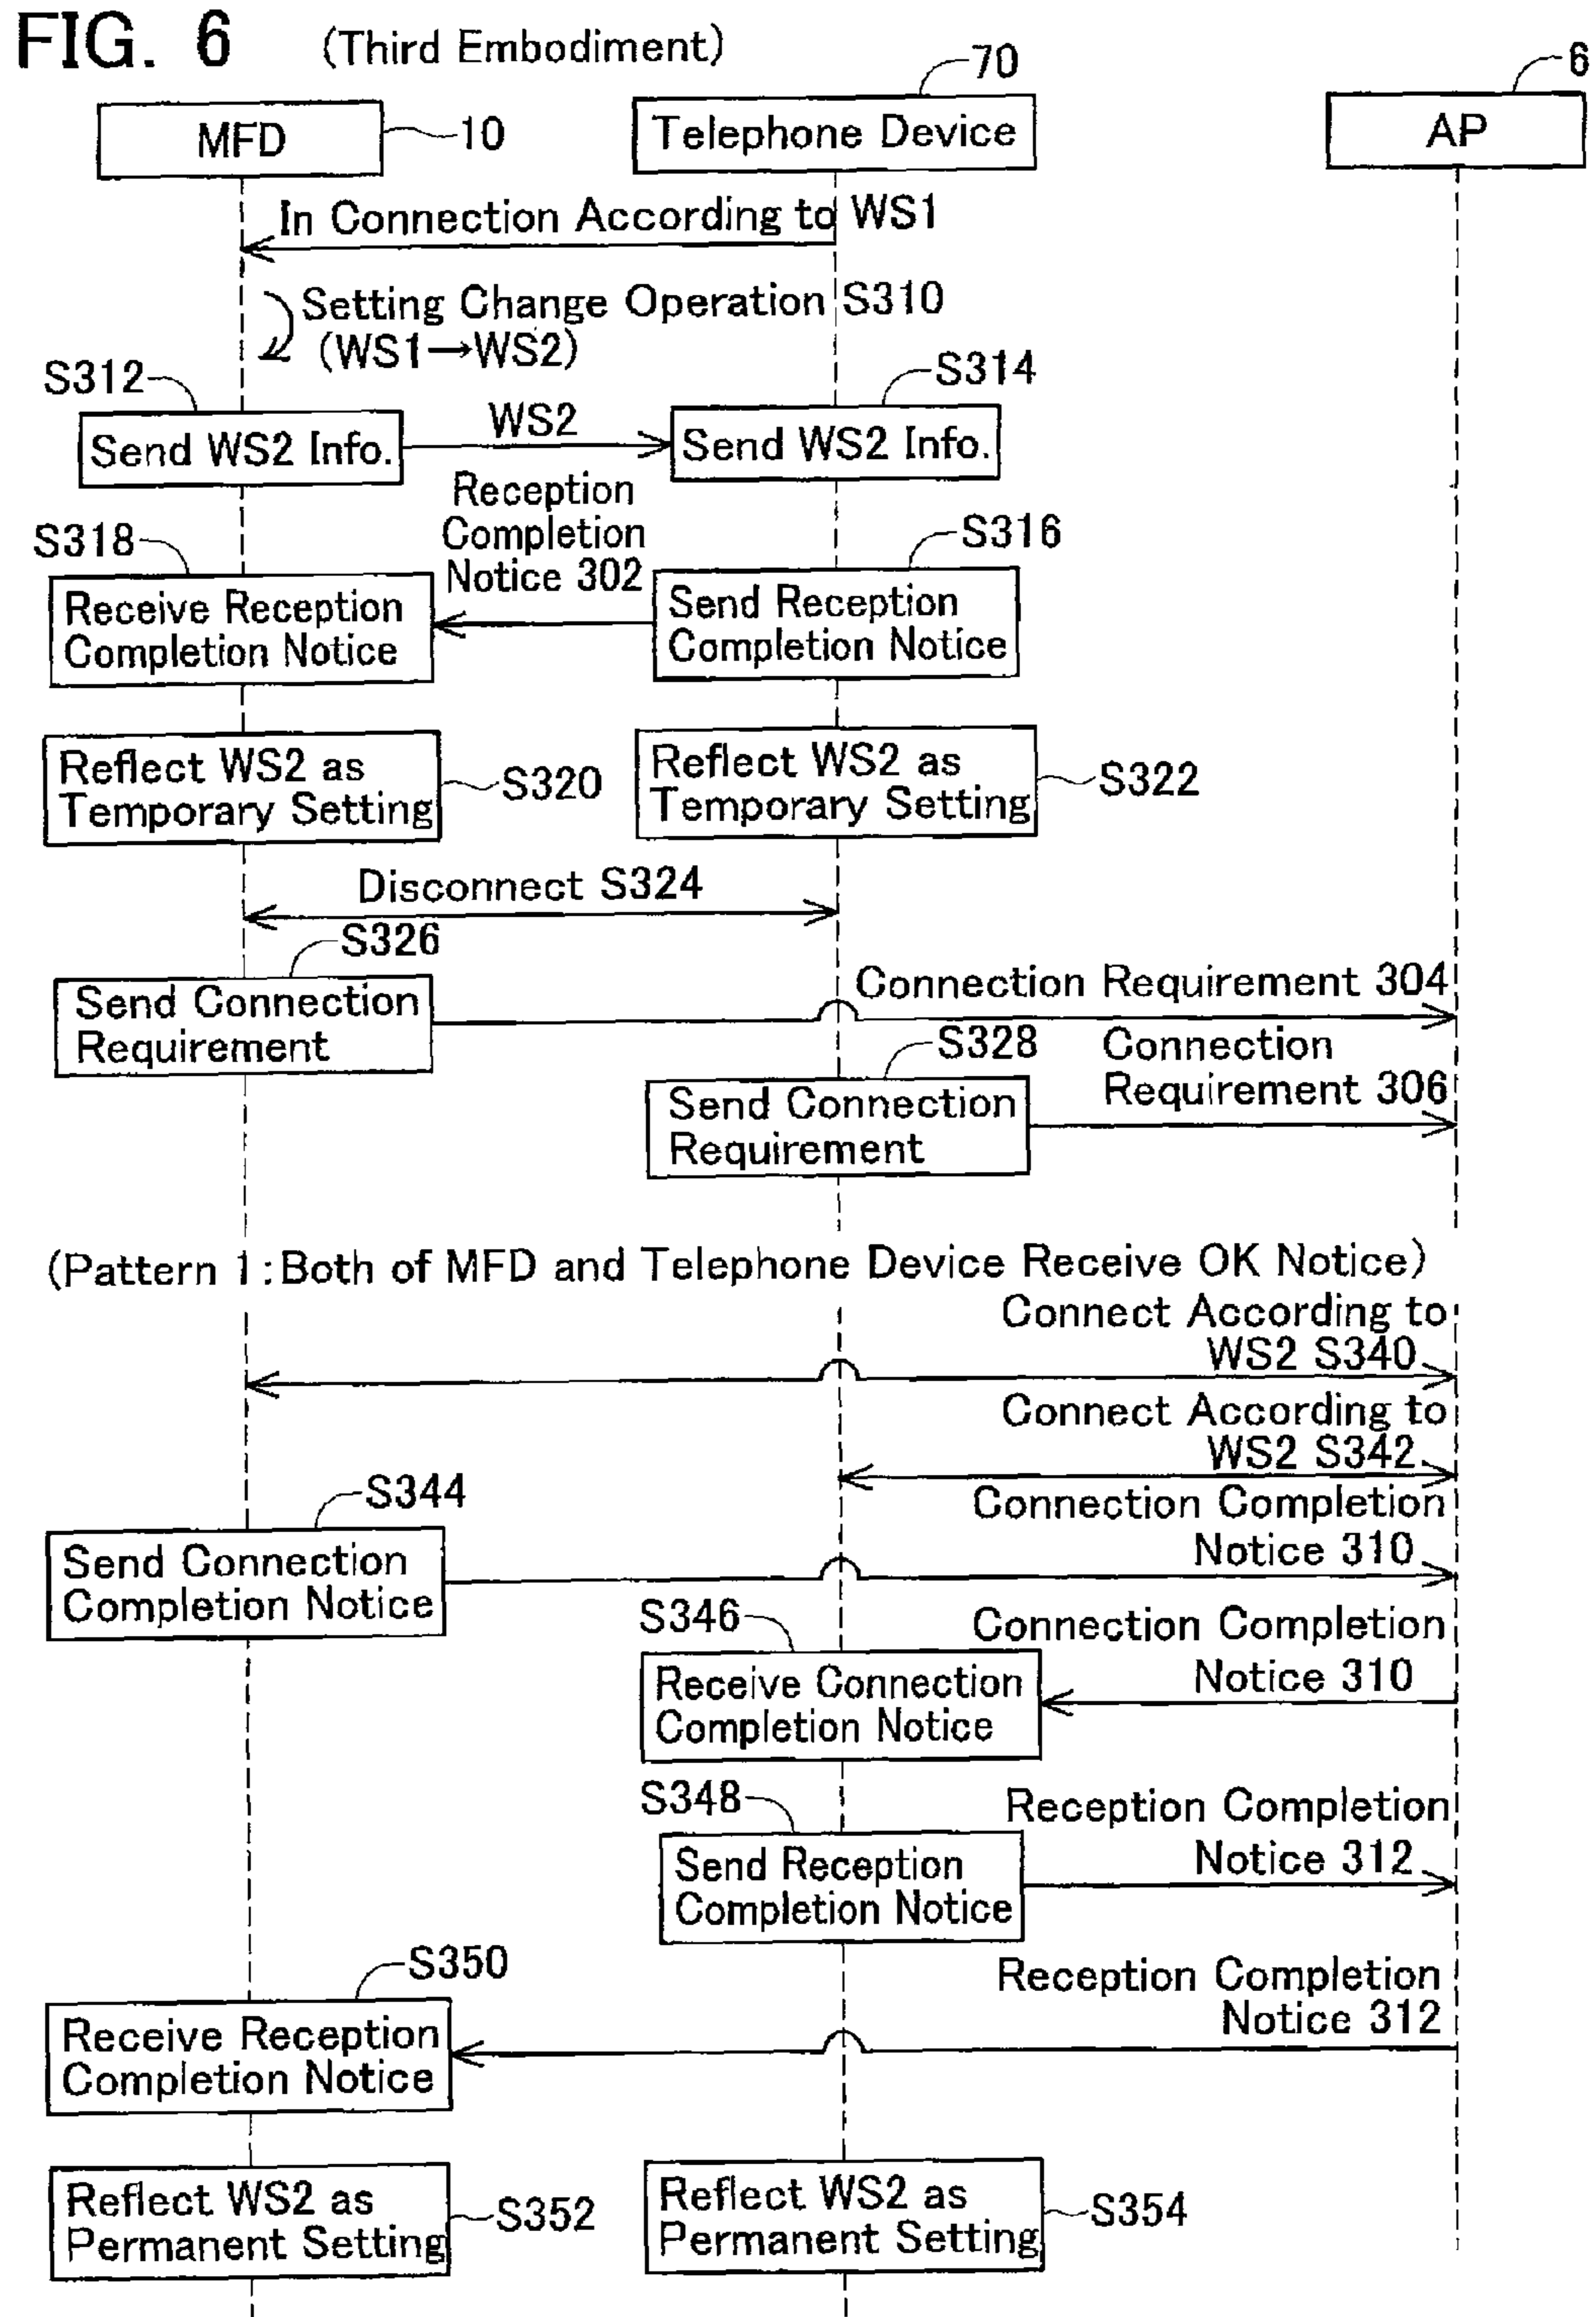 FIG. 6 (Third Embodiment)
70
6
MFD
10
Telephone Device
AP
In Connection According to WS1
Setting Change Operation S310
(WS1→WS2)
S312
S314
Send WS2 Info.
WS2
Send WS2 Info.
Reception
Completion
Notice 302
S318
S316
Receive Reception
Completion Notice
Send Reception
Completion Notice
Reflect WS2 as
Temporary Setting
S320
Reflect WS2 as
Temporary Setting
S322
Disconnect S324
S326
Send Connection
Requirement
Connection Requirement 304
S328
Connection
Requirement 306
Send Connection
Requirement
(Pattern 1:Both of MFD and Telephone Device Receive OK Notice)
Connect According to
WS2 S340
Connect According to
WS2 S342
S344
Connection Completion
Notice 310
Send Connection
Completion Notice
S346
Connection Completion
Notice 310
Receive Connection
Completion Notice
S348
Reception Completion
Notice 312
Send Reception
Completion Notice
S350
Reception Completion
Notice 312
Receive Reception
Completion Notice
Reflect WS2 as
Permanent Setting
S352
Reflect WS2 as
Permanent Setting
S354